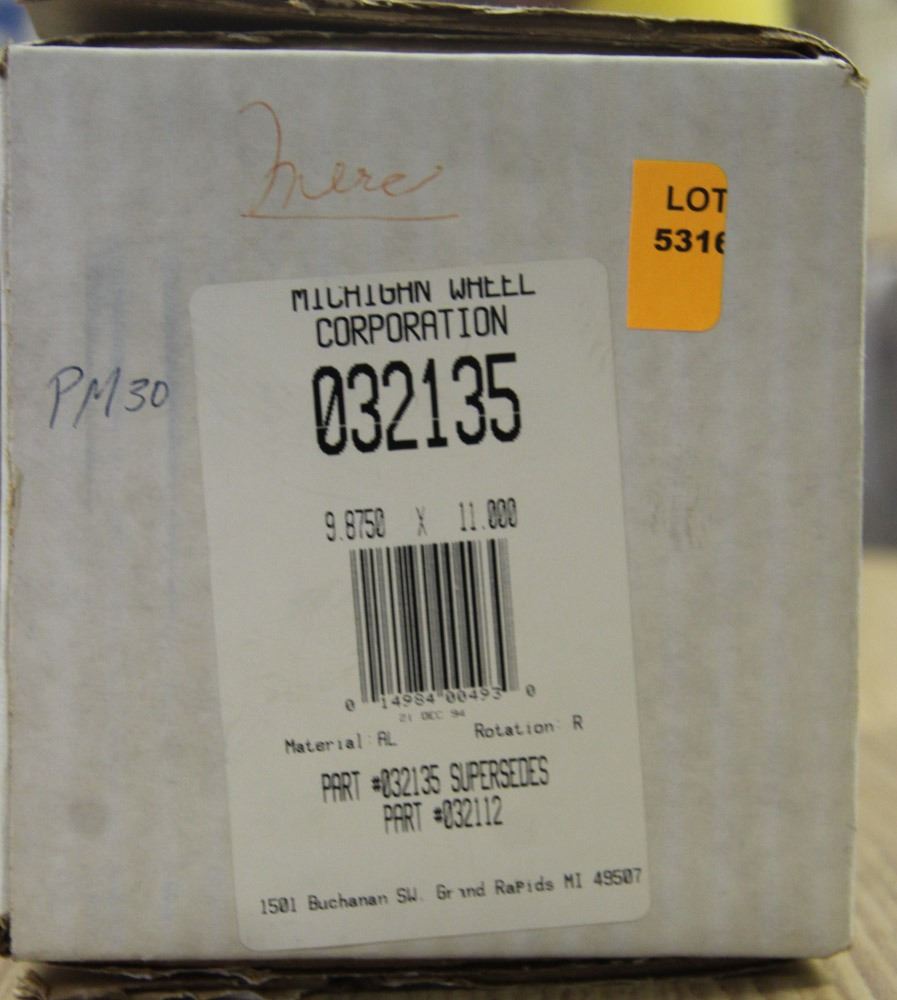 Merc
LOT
5316
MICHIGAN WHEEL
CORPORATION
032135
PM30
9.8750 X 11.000
0 14984 00493 0
21 DEC 94
Material: AL Rotation: R
PART #032135 SUPERSEDES
PART #032112
1501 Buchanan SW. Grand Rapids MI 49507